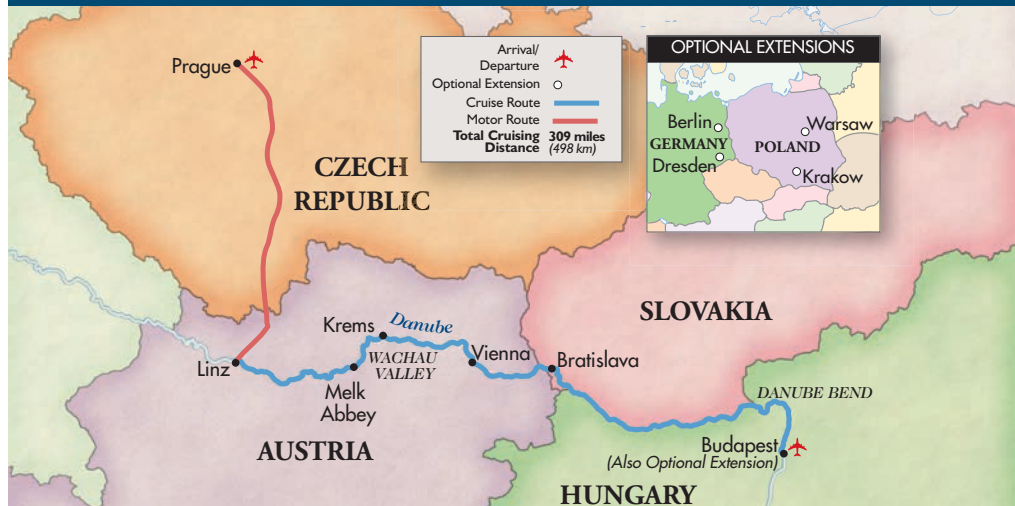 Prague
CZECH
REPUBLIC
Arrival/
Departure
Optional Extension
Cruise Route
Motor Route
Total Cruising 309 miles
Distance (498 km)
OPTIONAL EXTENSIONS
Berlin
Warsaw
GERMANY
POLAND
Dresden
Krakow
SLOVAKIA
Krems
Danube
WACHAU
VALLEY
Vienna
Bratislava
Linz
Melk
Abbey
DANUBE BEND
AUSTRIA
Budapest
(Also Optional Extension)
HUNGARY